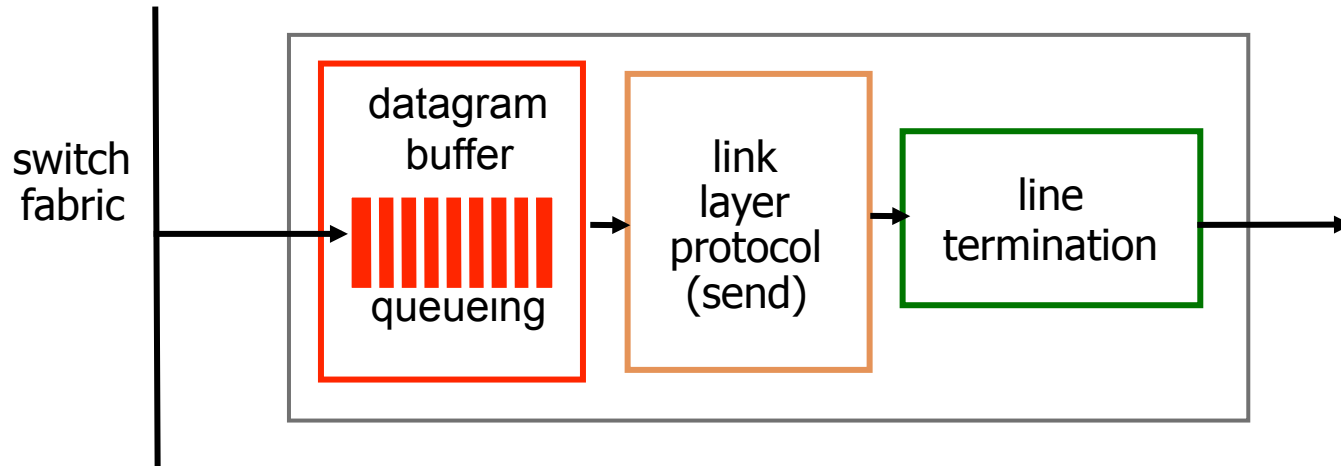 switch
fabric
datagram
buffer
queueing
link
layer
protocol
(send)
line
termination